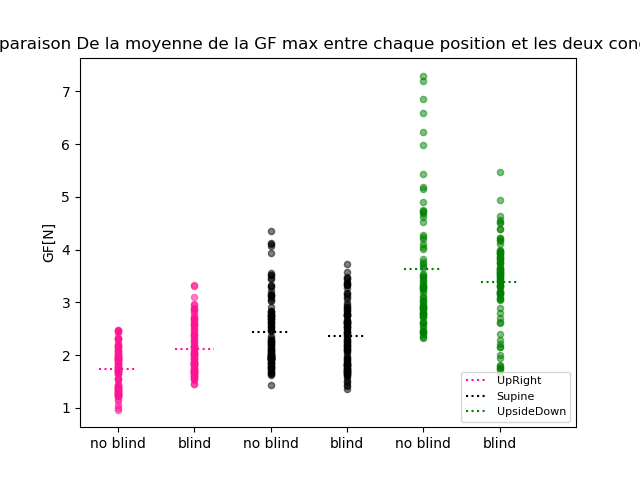 paraison De la moyenne de la GF max entre chaque position et les deux con
GF[N]
7
6
5
4
3
2
1
no blind blind no blind blind no blind blind
UpRight
Supine
UpsideDown